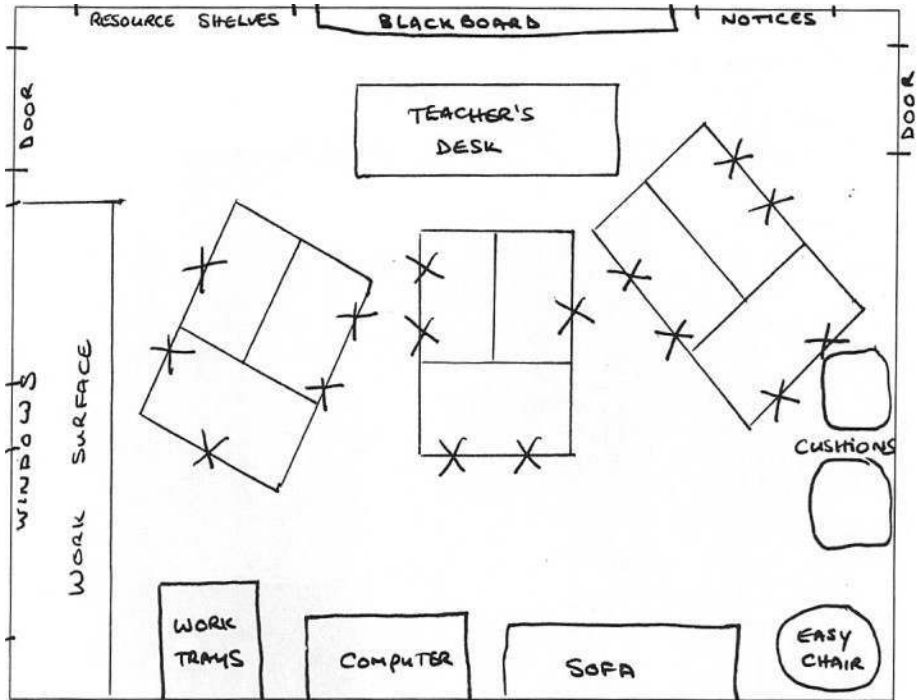 RESOURCE SHELVES
BLACKBOARD
NOTICES
DOOR
DOOR
TEACHER'S
DESK
WINDOWS
WORK SURFACE
CUSHIONS
WORK
TRAYS
COMPUTER
SOFA
EASY
CHAIR